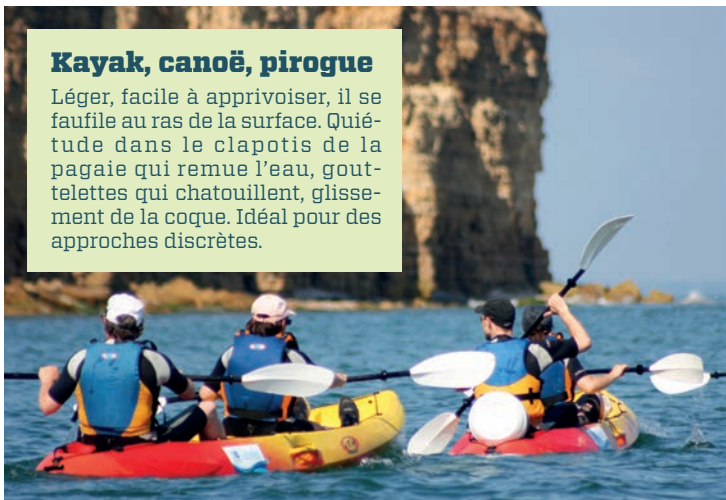 Kayak, canoë, pirogue
Léger, facile à apprivoiser, il se
faufile au ras de la surface. Quié-
tude dans le clapotis de la
pagaie qui remue l'eau, gout-
telettes qui chatouillent, glisse-
ment de la coque. Idéal pour des
approches discrètes.